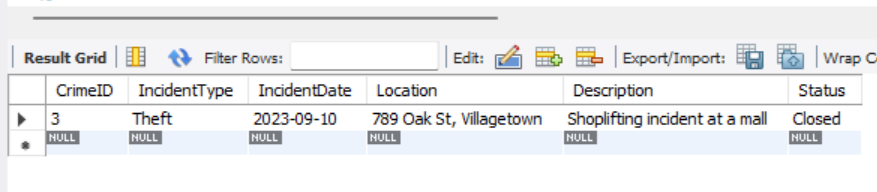 Result Grid Filter Rows: Edit: Export/Import: Wrap C
CrimeID IncidentType IncidentDate Location Description Status
3 Theft 2023-09-10 789 Oak St, Villagetown Shoplifting incident at a mall Closed
NULL NULL NULL NULL NULL NULL